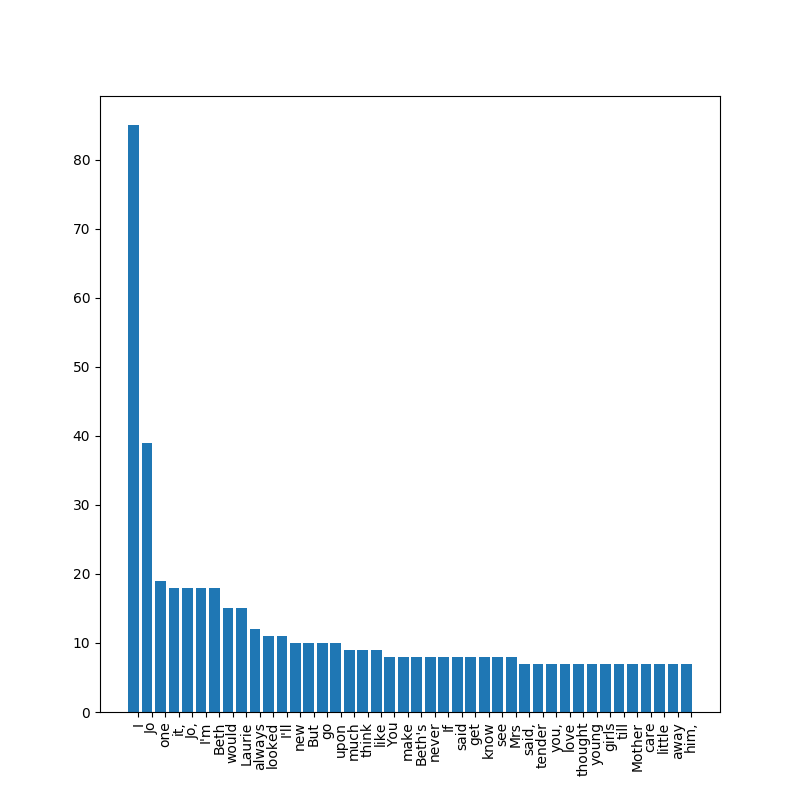 80
70
60
50
40
30
20
10
0
I
Jo
one
it,
Jo,
I'm
Beth
would
Laurie
always
looked
I'll
new
But
go
upon
much
think
like
You
make
Beth's
never
If
said
get
know
see
Mrs
said,
tender
you,
love
thought
young
girls
till
Mother
care
little
away
him,